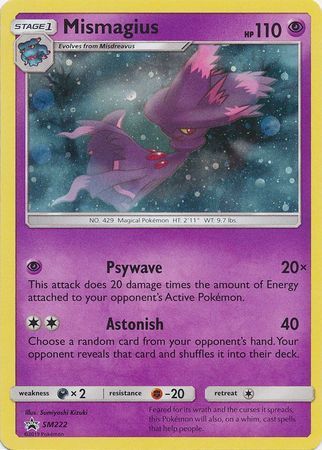 STAGE 1 Mismagius HP 110
Evolves from Misdreavus
NO. 429 Magical Pokémon HT: 2'11" WT: 9.7 lbs.
Psywave 20×
This attack does 20 damage times the amount of Energy
attached to your opponent's Active Pokémon.
Astonish 40
Choose a random card from your opponent's hand. Your
opponent reveals that card and shuffles it into their deck.
weakness × 2 resistance -20 retreat
Illus. Sumiyoshi Kizuki
SM222
©2019 Pokémon
PROMO
Feared for its wrath and the curses it spreads,
this Pokémon will also, on a whim, cast spells
that help people.